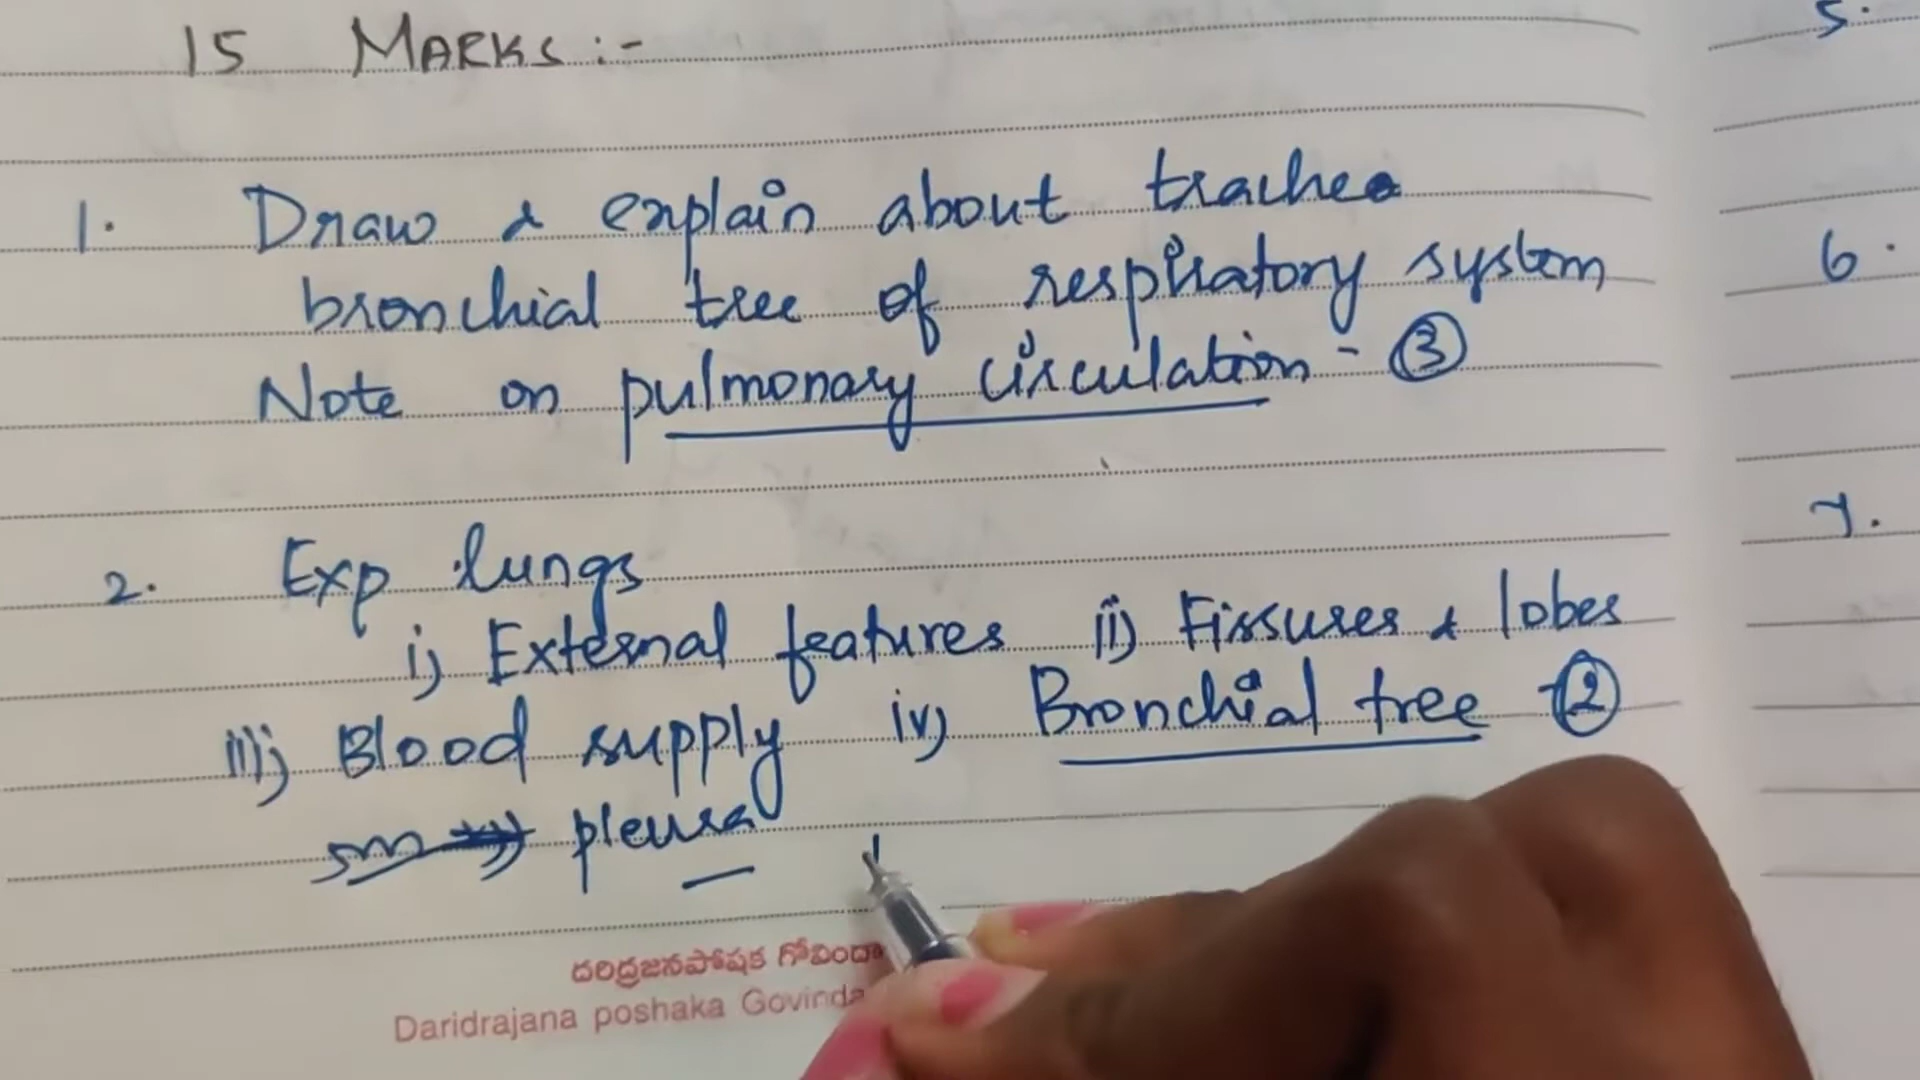 15 MARKS:-
1. Draw & explain about trachea
bronchial tree of respiratory system
Note on pulmonary circulation - ③
2. Exp lungs
i) External features ii) Fissures & lobes
iii) Blood supply iv) Bronchial tree - ②
pleura
దరిద్రజనపోషక గోవిందా
Daridrajana poshaka Govinda
5.
6.
7.